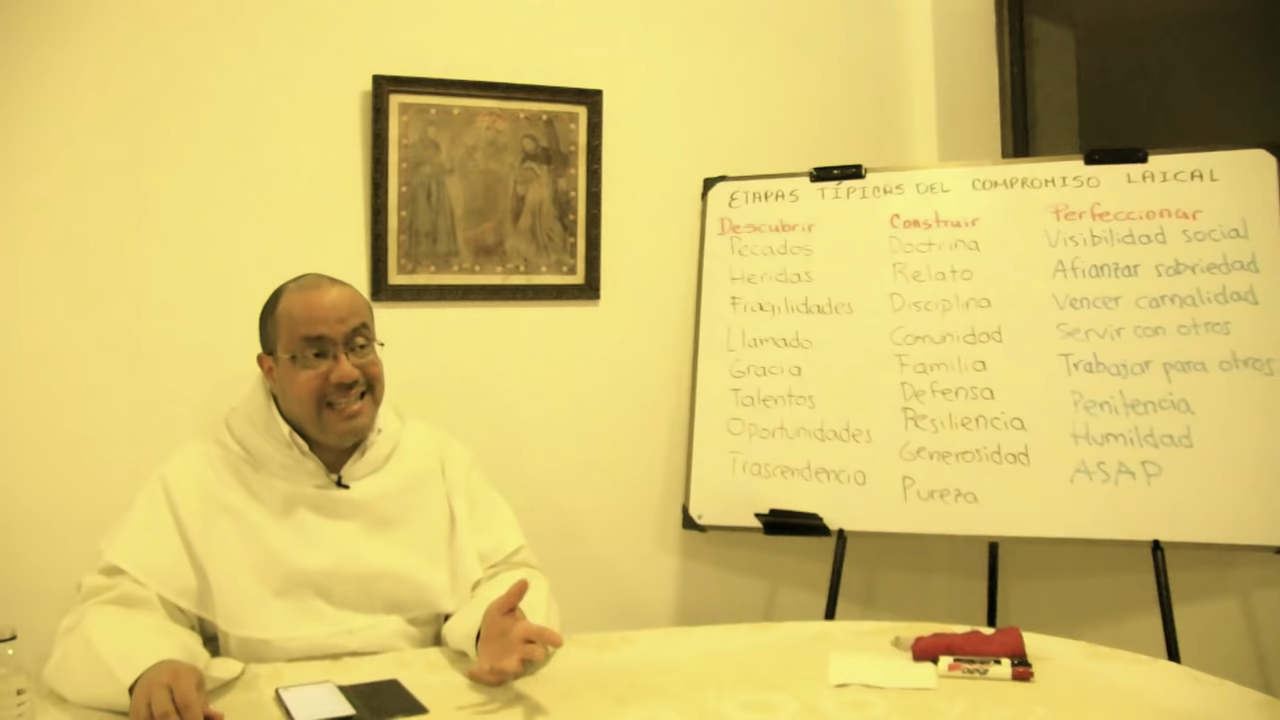 ETAPAS TÍPICAS DEL COMPROMISO LAICAL
Descubrir
Pecados
Heridas
Fragilidades
Llamado
Gracia
Talentos
Oportunidades
Trascendencia
Construir
Doctrina
Relato
Disciplina
Comunidad
Familia
Defensa
Resiliencia
Generosidad
Pureza
Perfeccionar
Visibilidad social
Afianzar sobriedad
Vencer carnalidad
Servir con otros
Trabajar para otros
Penitencia
Humildad
ASAP
EXPO